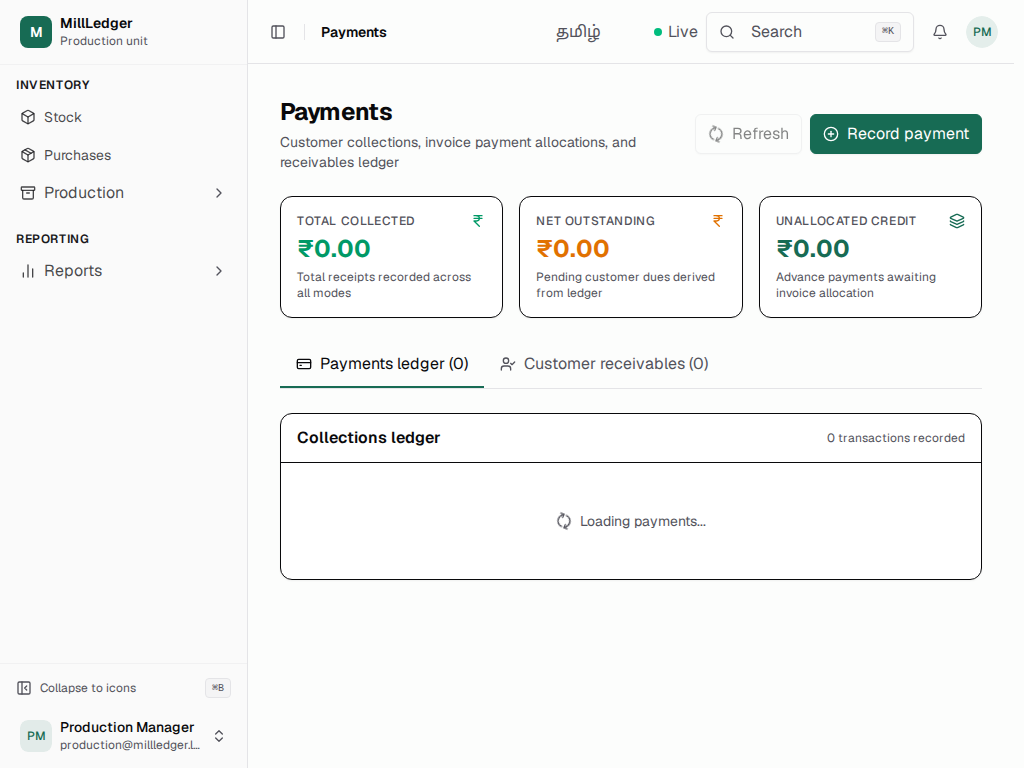 MillLedger
Production unit
INVENTORY
Stock
Purchases
Production
REPORTING
Reports
Collapse to icons
⌘B
PM
Production Manager
production@millledger.l...
Payments
தமிழ்
Live
Search
⌘K
PM
Payments
Customer collections, invoice payment allocations, and
receivables ledger
Refresh
Record payment
TOTAL COLLECTED
₹
₹0.00
Total receipts recorded across
all modes
NET OUTSTANDING
₹
₹0.00
Pending customer dues derived
from ledger
UNALLOCATED CREDIT
₹0.00
Advance payments awaiting
invoice allocation
Payments ledger (0)
Customer receivables (0)
Collections ledger
0 transactions recorded
Loading payments...